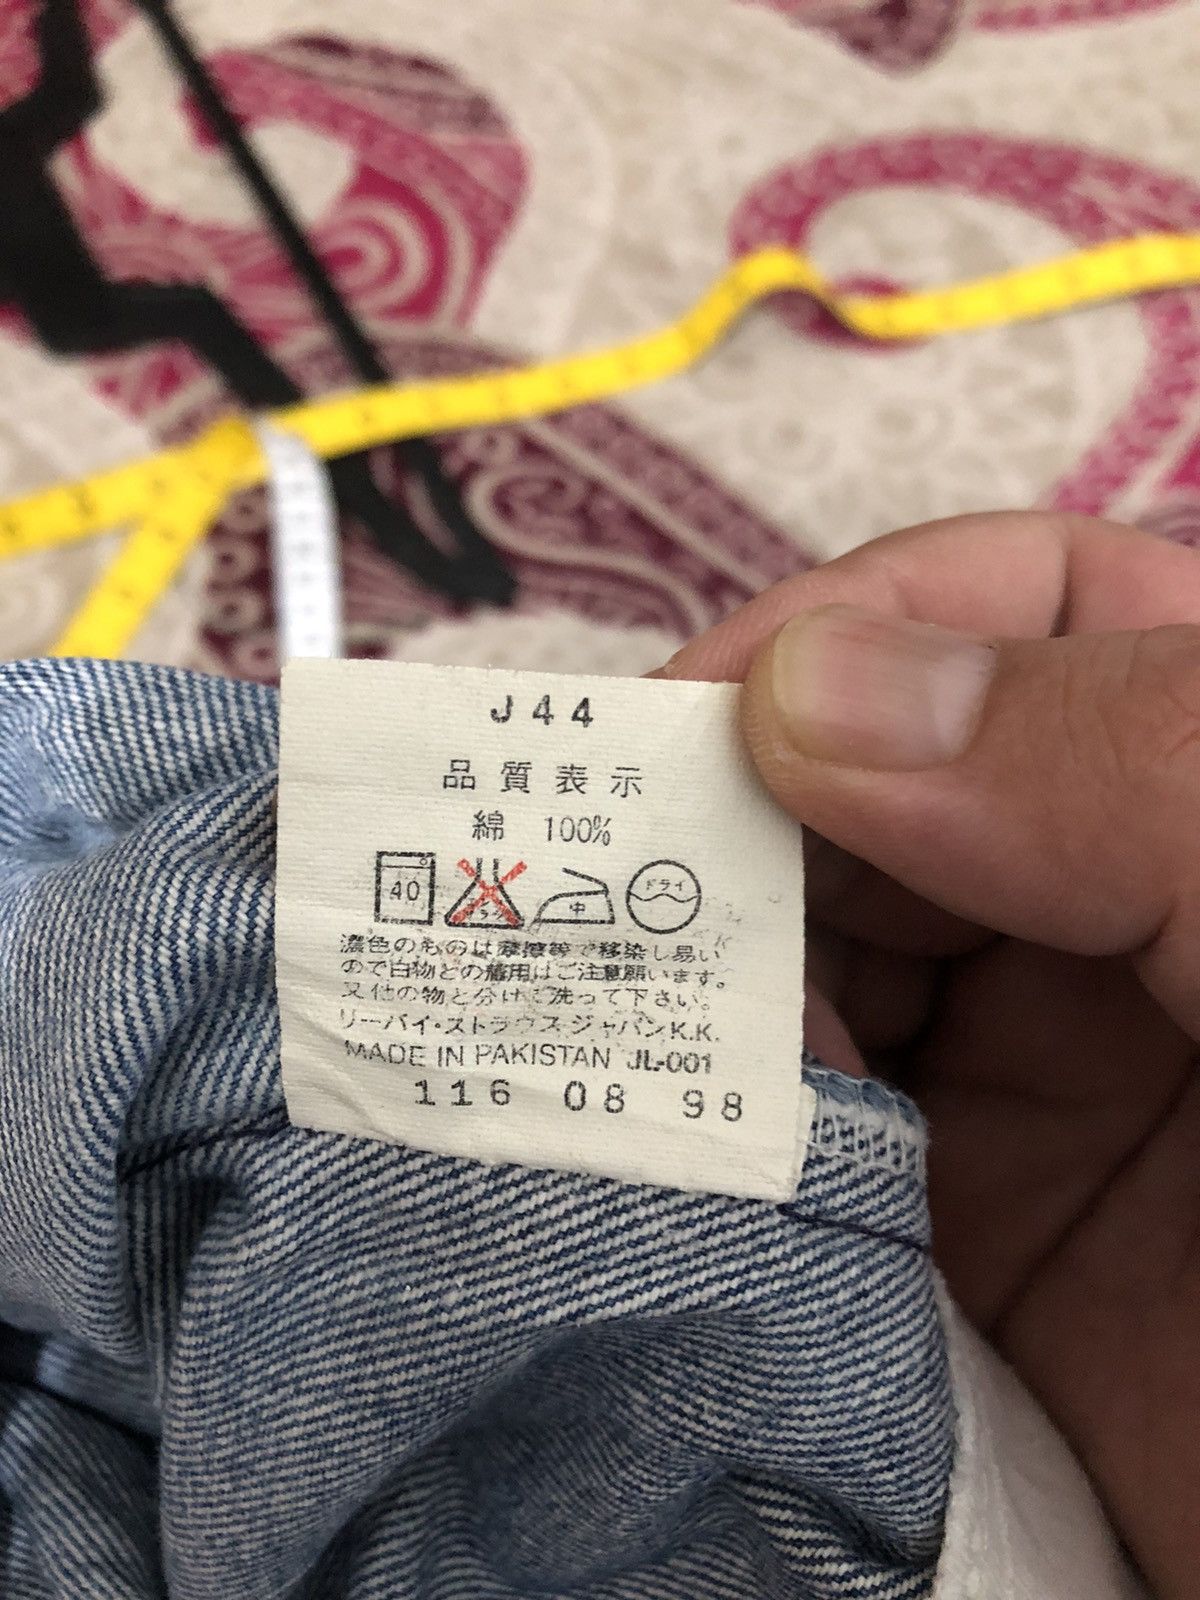 J44
品質表示
綿 100%
40 中 ドライ
濃色のものは摩擦等で移染し易い
ので白物との着用はご注意願います。
又他の物と分けて洗って下さい。
リーバイ・ストラウス ジャパンK.K.
MADE IN PAKISTAN JL-001
116 08 98